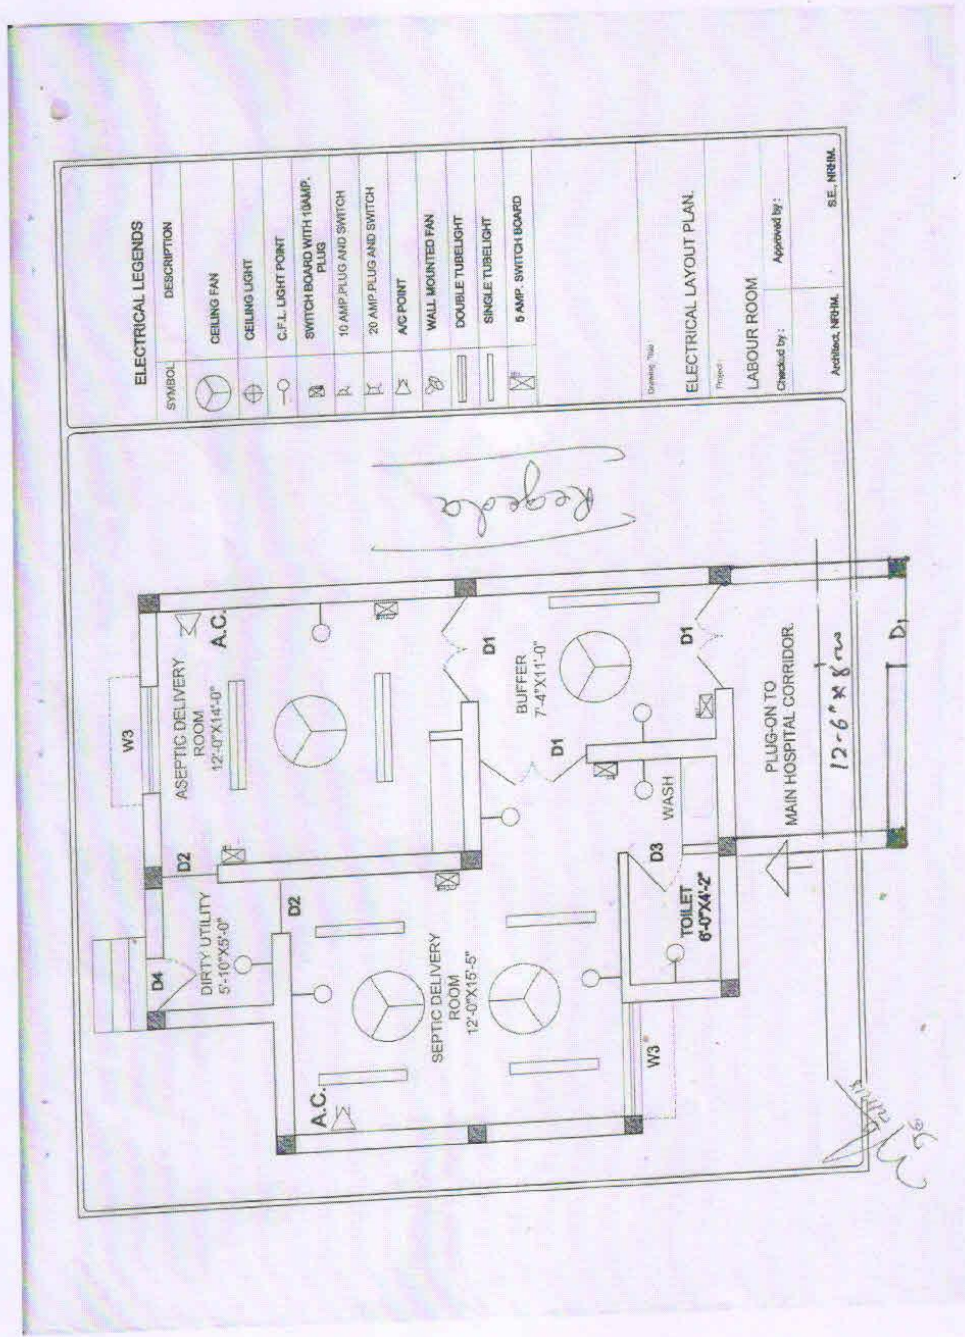 ELECTRICAL LEGENDS
SYMBOL
DESCRIPTION
CEILING FAN
CEILING LIGHT
C.F.L. LIGHT POINT
SWITCH BOARD WITH 10AMP.
PLUG
10 AMP.PLUG AND SWITCH
20 AMP PLUG AND SWITCH
A/C POINT
WALL MOUNTED FAN
DOUBLE TUBELIGHT
SINGLE TUBELIGHT
5 AMP. SWITCH BOARD
Drawing Title :
ELECTRICAL LAYOUT PLAN.
Project :
LABOUR ROOM
Checked by :
Approved by :
Architect, NRHM.
S.E., NRHM.
W3
ASEPTIC DELIVERY
ROOM
12'-0"X14'-0"
A.C.
D2
D4
DIRTY UTILITY
5'-10"X5'-0"
D2
D1
BUFFER
7'-4"X11'-0"
D1
D1
SEPTIC DELIVERY
ROOM
12'-0"X15'-5"
A.C.
WASH
D3
TOILET
6'-0"X4'-2"
W3
PLUG-ON TO
MAIN HOSPITAL CORRIDOR.
D1